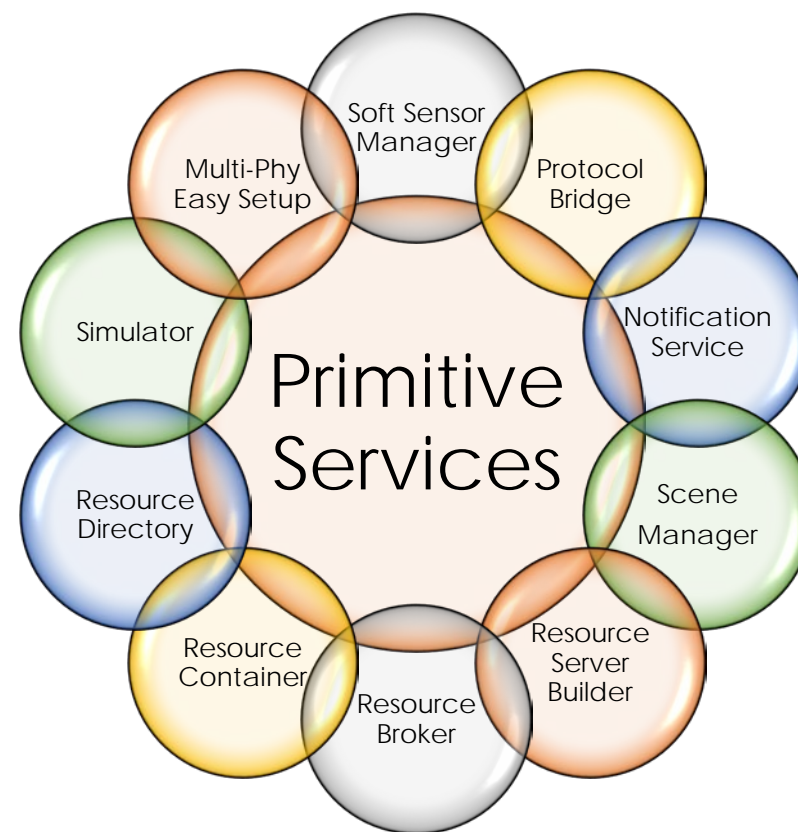 Primitive
Services
Soft Sensor
Manager
Protocol
Bridge
Notification
Service
Scene
Manager
Resource
Server
Builder
Resource
Broker
Resource
Container
Resource
Directory
Simulator
Multi-Phy
Easy Setup